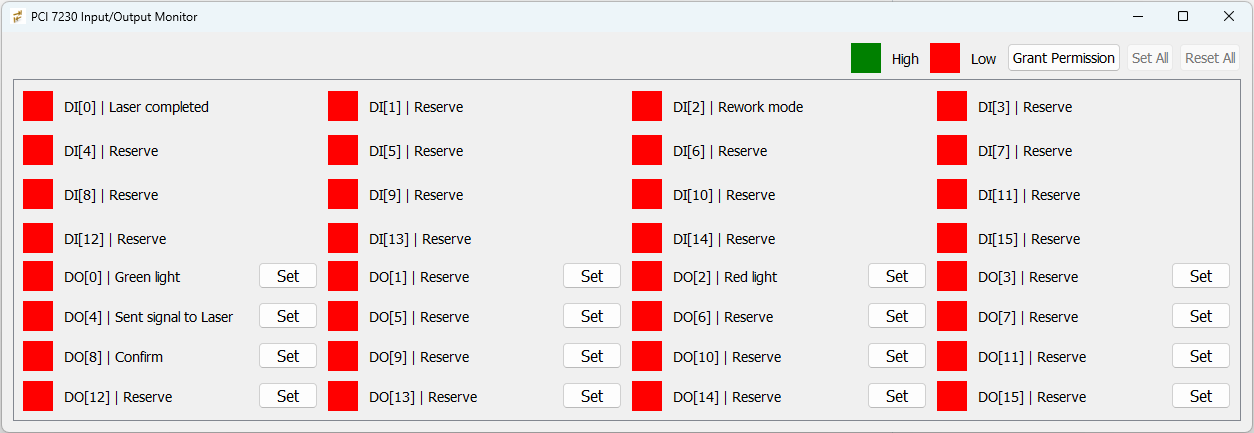 PCI 7230 Input/Output Monitor
High Low Grant Permission Set All Reset All
DI[0] | Laser completed DI[1] | Reserve DI[2] | Rework mode DI[3] | Reserve
DI[4] | Reserve DI[5] | Reserve DI[6] | Reserve DI[7] | Reserve
DI[8] | Reserve DI[9] | Reserve DI[10] | Reserve DI[11] | Reserve
DI[12] | Reserve DI[13] | Reserve DI[14] | Reserve DI[15] | Reserve
DO[0] | Green light Set DO[1] | Reserve Set DO[2] | Red light Set DO[3] | Reserve Set
DO[4] | Sent signal to Laser Set DO[5] | Reserve Set DO[6] | Reserve Set DO[7] | Reserve Set
DO[8] | Confirm Set DO[9] | Reserve Set DO[10] | Reserve Set DO[11] | Reserve Set
DO[12] | Reserve Set DO[13] | Reserve Set DO[14] | Reserve Set DO[15] | Reserve Set